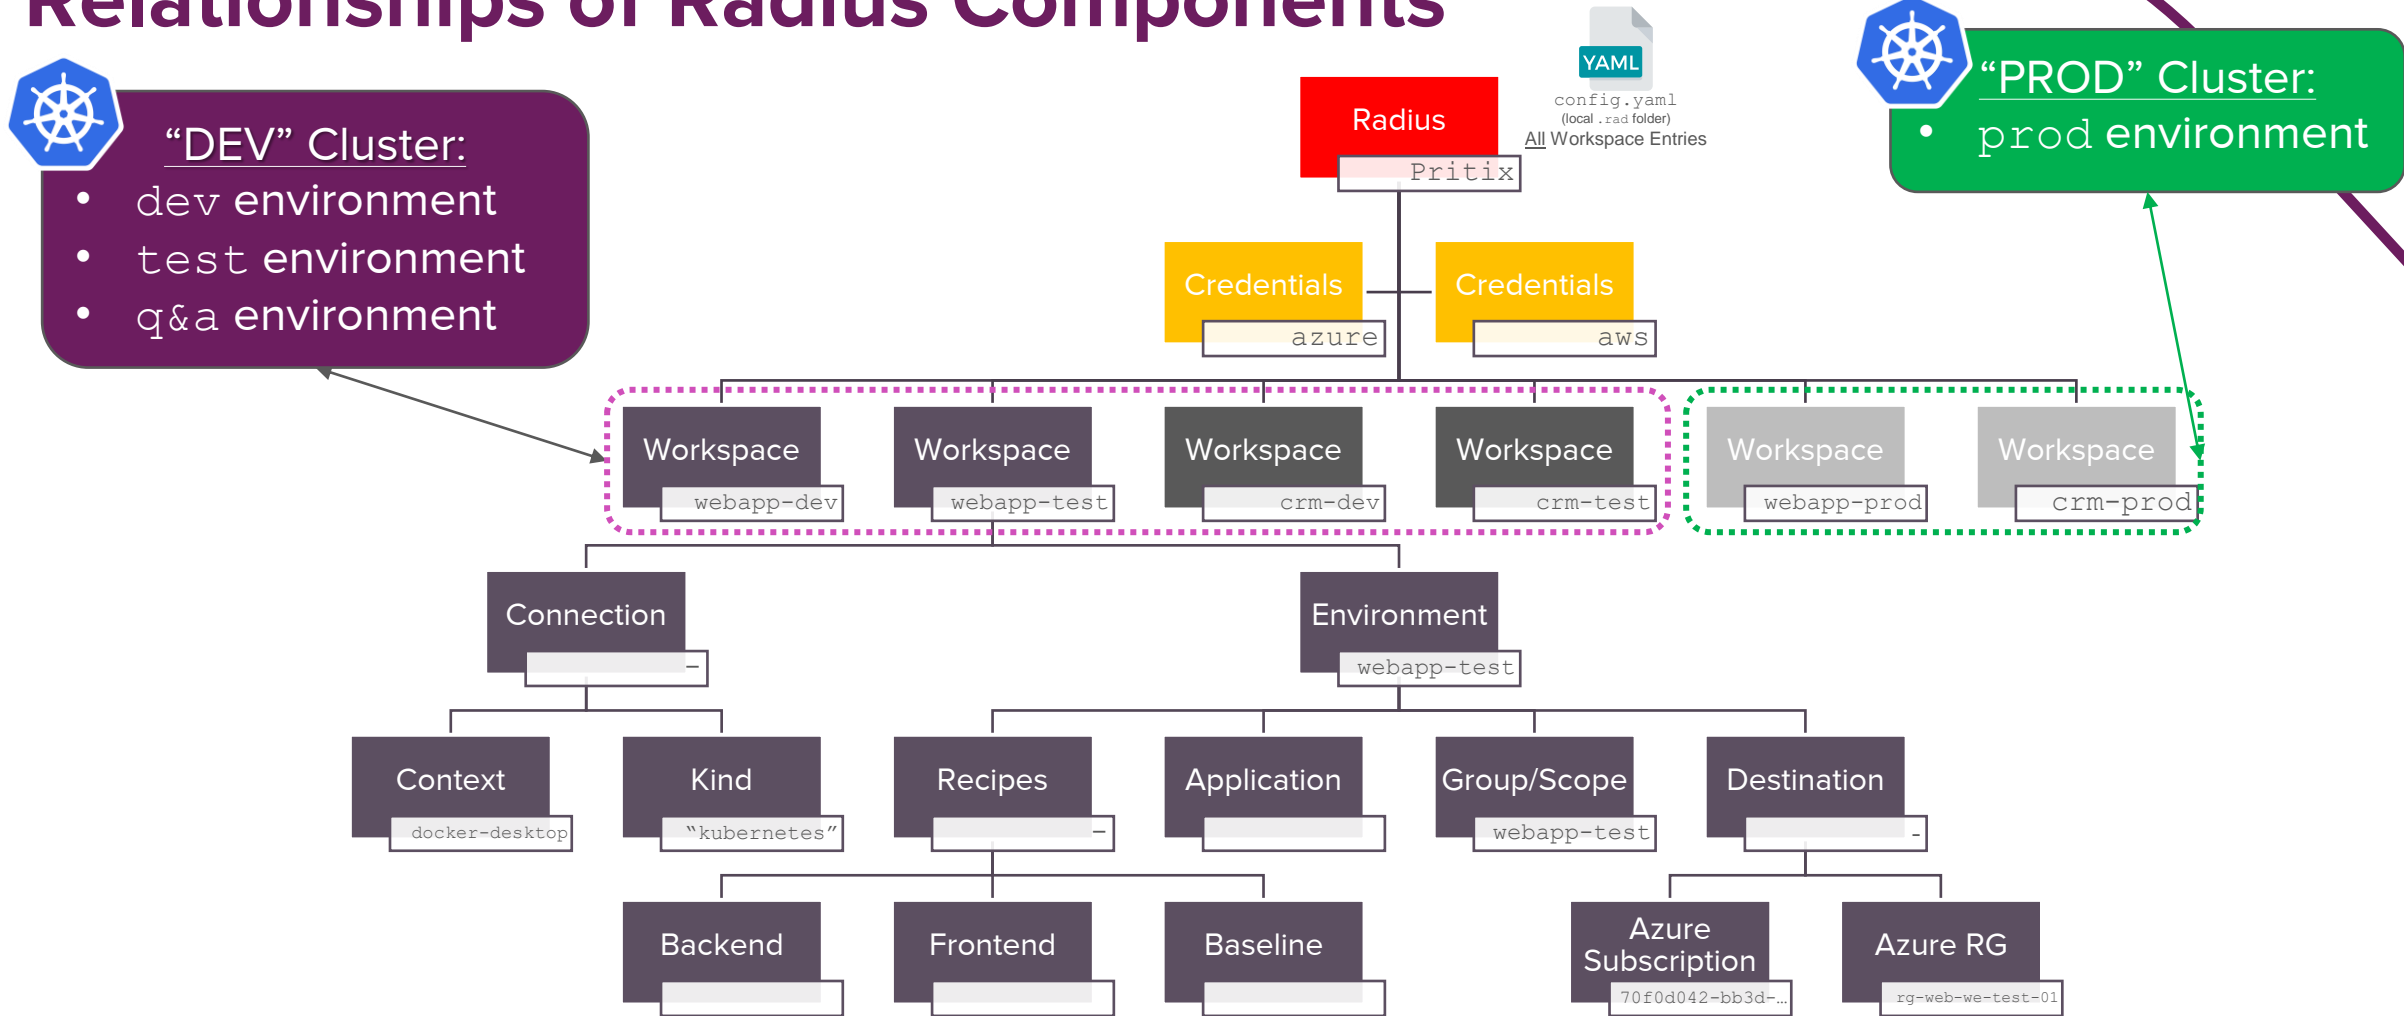 Relationships of Radius Components
YAML
config.yaml
(local .rad folder)
All Workspace Entries
“DEV” Cluster:
• dev environment
• test environment
• q&a environment
“PROD” Cluster:
• prod environment
Radius
Pritix
Credentials
azure
Credentials
aws
Workspace
webapp-dev
Workspace
webapp-test
Workspace
crm-dev
Workspace
crm-test
Workspace
webapp-prod
Workspace
crm-prod
Connection
–
Environment
webapp-test
Context
docker-desktop
Kind
“kubernetes”
Recipes
–
Application
Group/Scope
webapp-test
Destination
-
Backend
Frontend
Baseline
Azure
Subscription
70f0d042-bb3d-…
Azure RG
rg-web-we-test-01